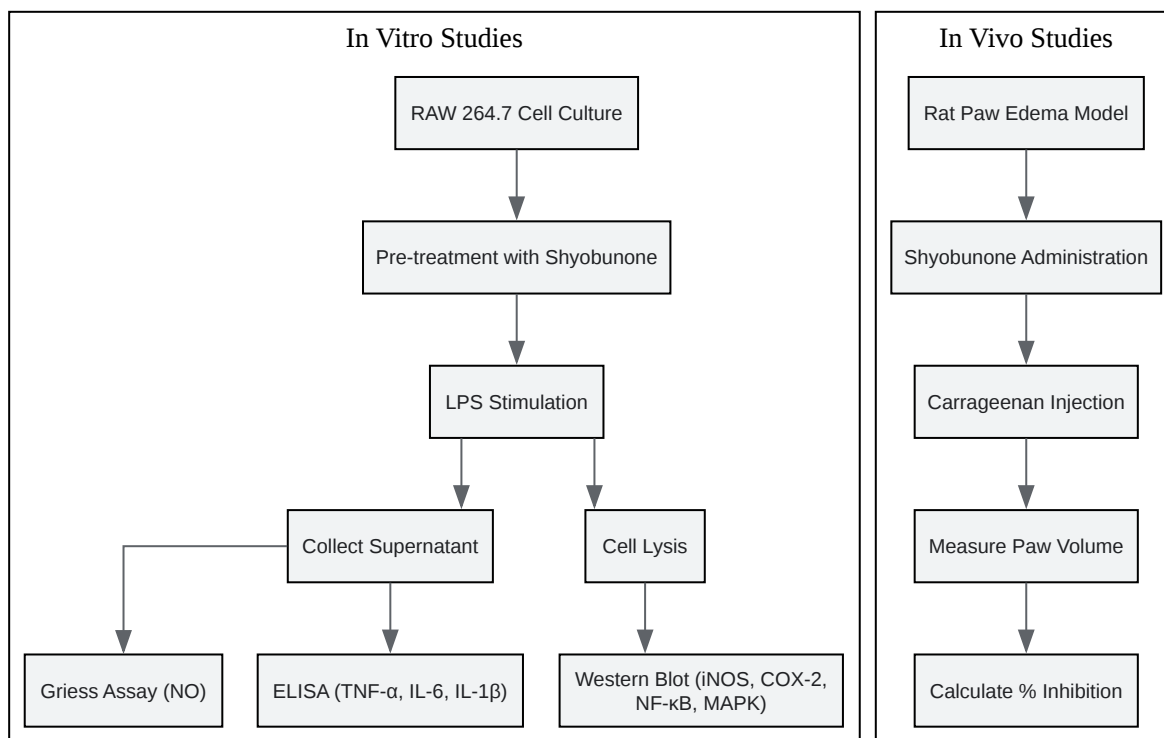 In Vitro Studies
RAW 264.7 Cell Culture
Pre-treatment with Shyobunone
LPS Stimulation
Collect Supernatant
Cell Lysis
Griess Assay (NO)
ELISA (TNF-α, IL-6, IL-1β)
Western Blot (iNOS, COX-2,
NF-κB, MAPK)
In Vivo Studies
Rat Paw Edema Model
Shyobunone Administration
Carrageenan Injection
Measure Paw Volume
Calculate % Inhibition